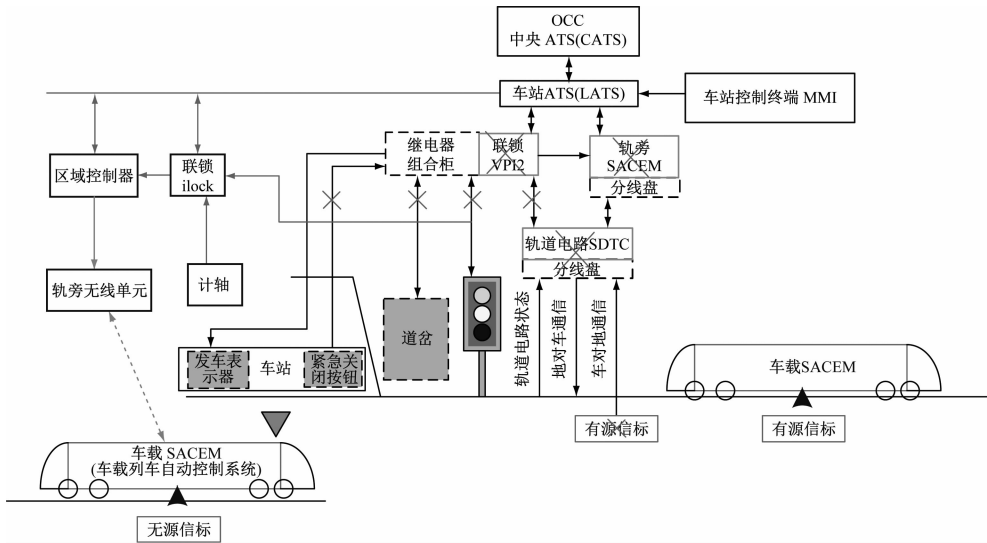 OCC
中央 ATS(CATS)
车站ATS(LATS)
车站控制终端 MMI
继电器
组合柜
联锁
VPI2
轨旁
SACEM
分线盘
区域控制器
联锁
ilock
轨道电路SDTC
分线盘
轨旁无线单元
计轴
道岔
轨道电路状态
地对车通信
车对地通信
发车表
示器
车站
紧急关
闭按钮
车载SACEM
有源信标
有源信标
车载 SACEM
(车载列车自动控制系统)
无源信标